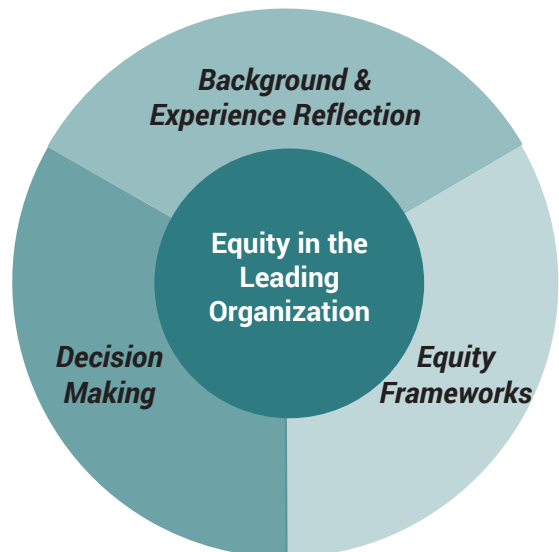 Background &
Experience Reflection
Equity in the
Leading
Organization
Decision
Making
Equity
Frameworks